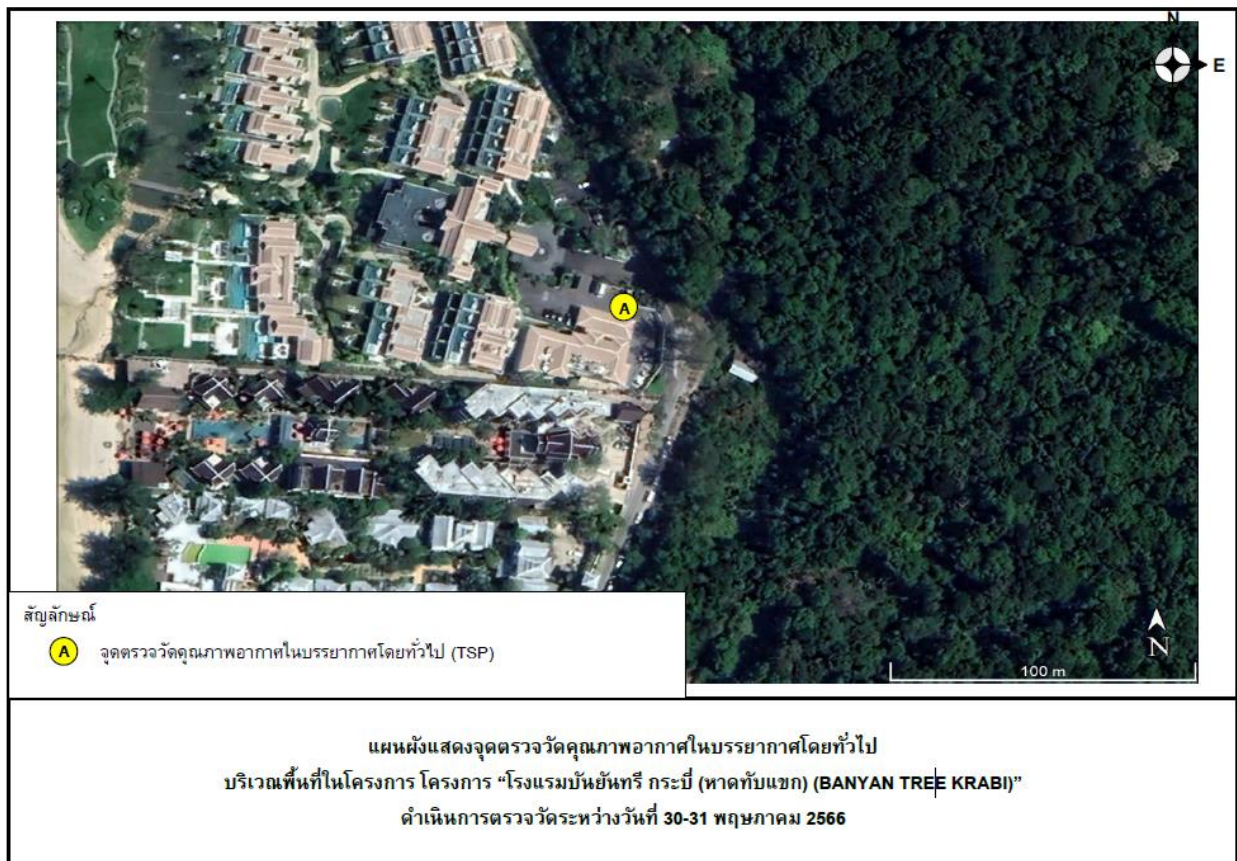 N
E
A
สัญลักษณ์
A จุดตรวจวัดคุณภาพอากาศในบรรยากาศโดยทั่วไป (TSP)
N
100 m
แผนผังแสดงจุดตรวจวัดคุณภาพอากาศในบรรยากาศโดยทั่วไป
บริเวณพื้นที่ในโครงการ โครงการ “โรงแรมบันยันทรี กระบี่ (หาดทับแขก) (BANYAN TREE KRABI)”
ดำเนินการตรวจวัดระหว่างวันที่ 30-31 พฤษภาคม 2566